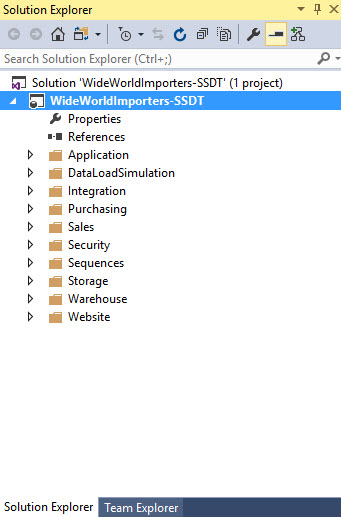 Solution Explorer
Search Solution Explorer (Ctrl+;)
Solution 'WideWorldImporters-SSDT' (1 project)
WideWorldImporters-SSDT
Properties
References
Application
DataLoadSimulation
Integration
Purchasing
Sales
Security
Sequences
Storage
Warehouse
Website
Solution Explorer Team Explorer